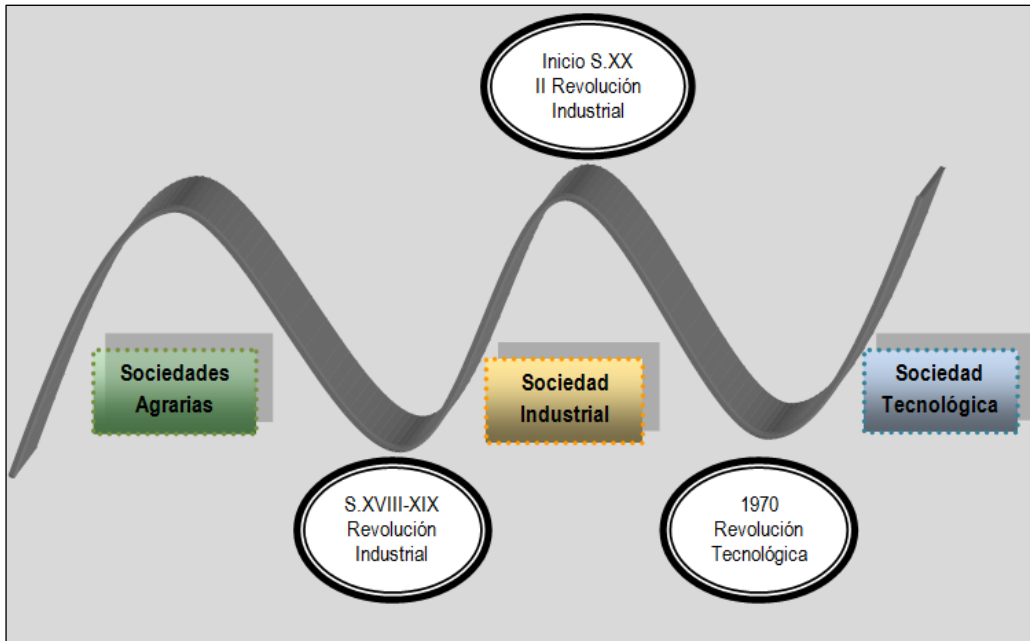 Inicio S.XX
II Revolución
Industrial
Sociedades
Agrarias
Sociedad
Industrial
Sociedad
Tecnológica
S.XVIII-XIX
Revolución
Industrial
1970
Revolución
Tecnológica